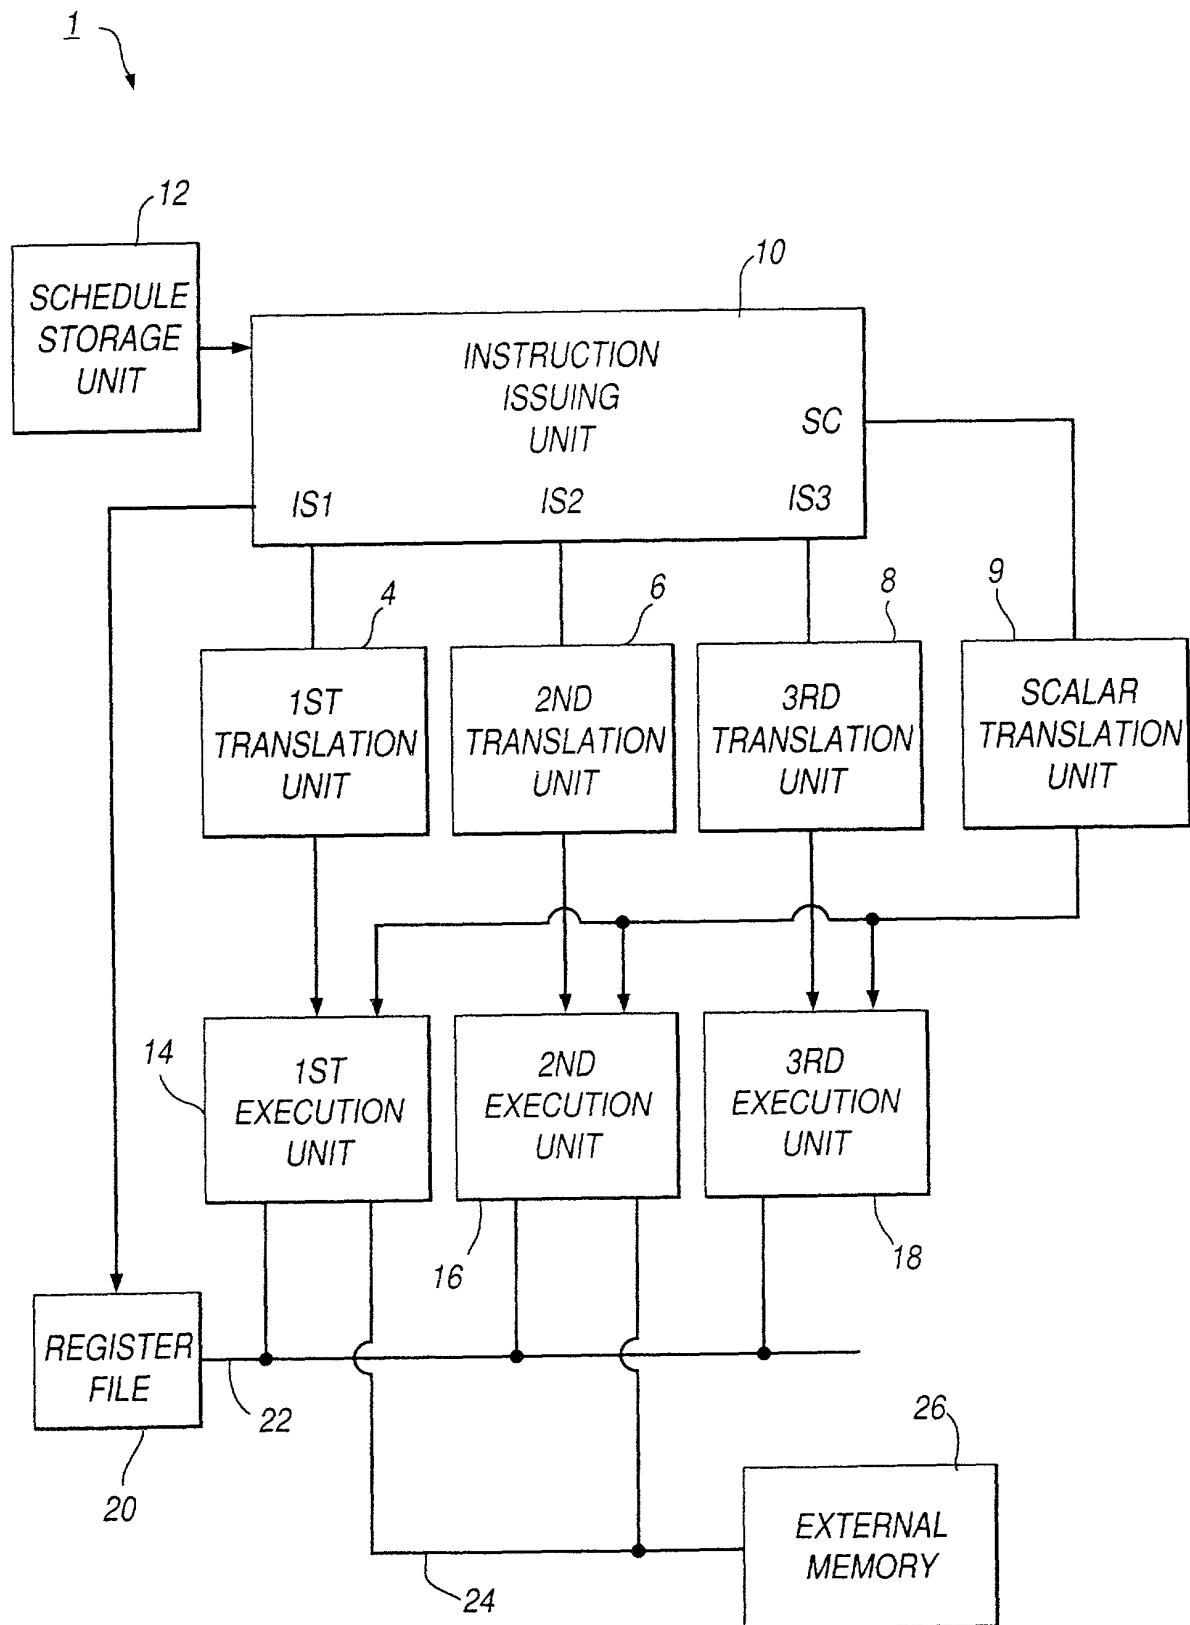 1
12
SCHEDULE
STORAGE
UNIT
10
INSTRUCTION
ISSUING
UNIT
SC
IS1
IS2
IS3
4
6
8
9
1ST
TRANSLATION
UNIT
2ND
TRANSLATION
UNIT
3RD
TRANSLATION
UNIT
SCALAR
TRANSLATION
UNIT
14
1ST
EXECUTION
UNIT
2ND
EXECUTION
UNIT
3RD
EXECUTION
UNIT
16
18
REGISTER
FILE
22
20
26
EXTERNAL
MEMORY
24